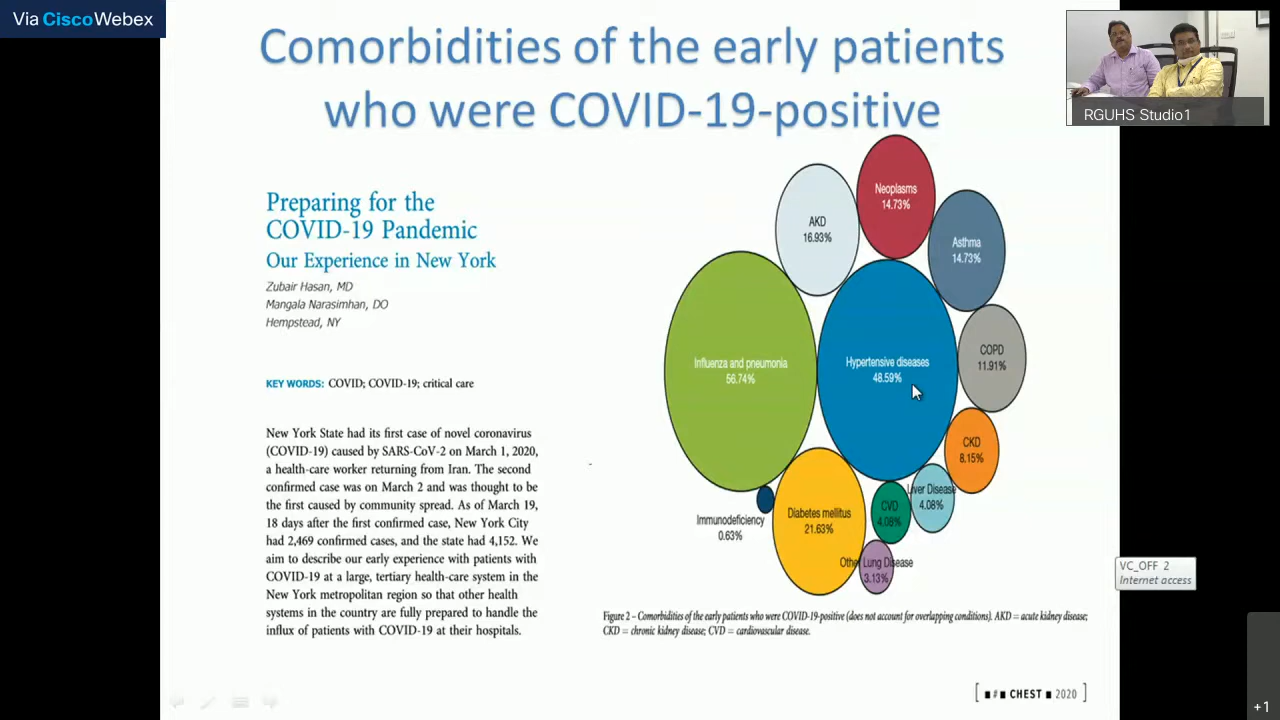 Via CiscoWebex
Comorbidities of the early patients
who were COVID-19-positive
RGUHS Studio1
Preparing for the
COVID-19 Pandemic
Our Experience in New York
Zubair Hasan, MD
Mangala Narasimhan, DO
Hempstead, NY
KEY WORDS: COVID; COVID-19; critical care
New York State had its first case of novel coronavirus
(COVID-19) caused by SARS-CoV-2 on March 1, 2020,
a health-care worker returning from Iran. The second
confirmed case was on March 2 and was thought to be
the first caused by community spread. As of March 19,
18 days after the first confirmed case, New York City
had 2,469 confirmed cases, and the state had 4,152. We
aim to describe our early experience with patients with
COVID-19 at a large, tertiary health-care system in the
New York metropolitan region so that other health
systems in the country are fully prepared to handle the
influx of patients with COVID-19 at their hospitals.
Neoplasms
14.73%
AKD
16.93%
Asthma
14.73%
Influenza and pneumonia
56.74%
Hypertensive diseases
48.59%
COPD
11.91%
CKD
8.15%
Liver Disease
4.08%
CVD
4.08%
Diabetes mellitus
21.63%
Immunodeficiency
0.63%
Other Lung Disease
3.13%
Figure 2 – Comorbidities of the early patients who were COVID-19-positive (does not account for overlapping conditions). AKD = acute kidney disease;
CKD = chronic kidney disease; CVD = cardiovascular disease.
VC_OFF 2
Internet access
[ ■#■ CHEST ■ 2020 ]
+1